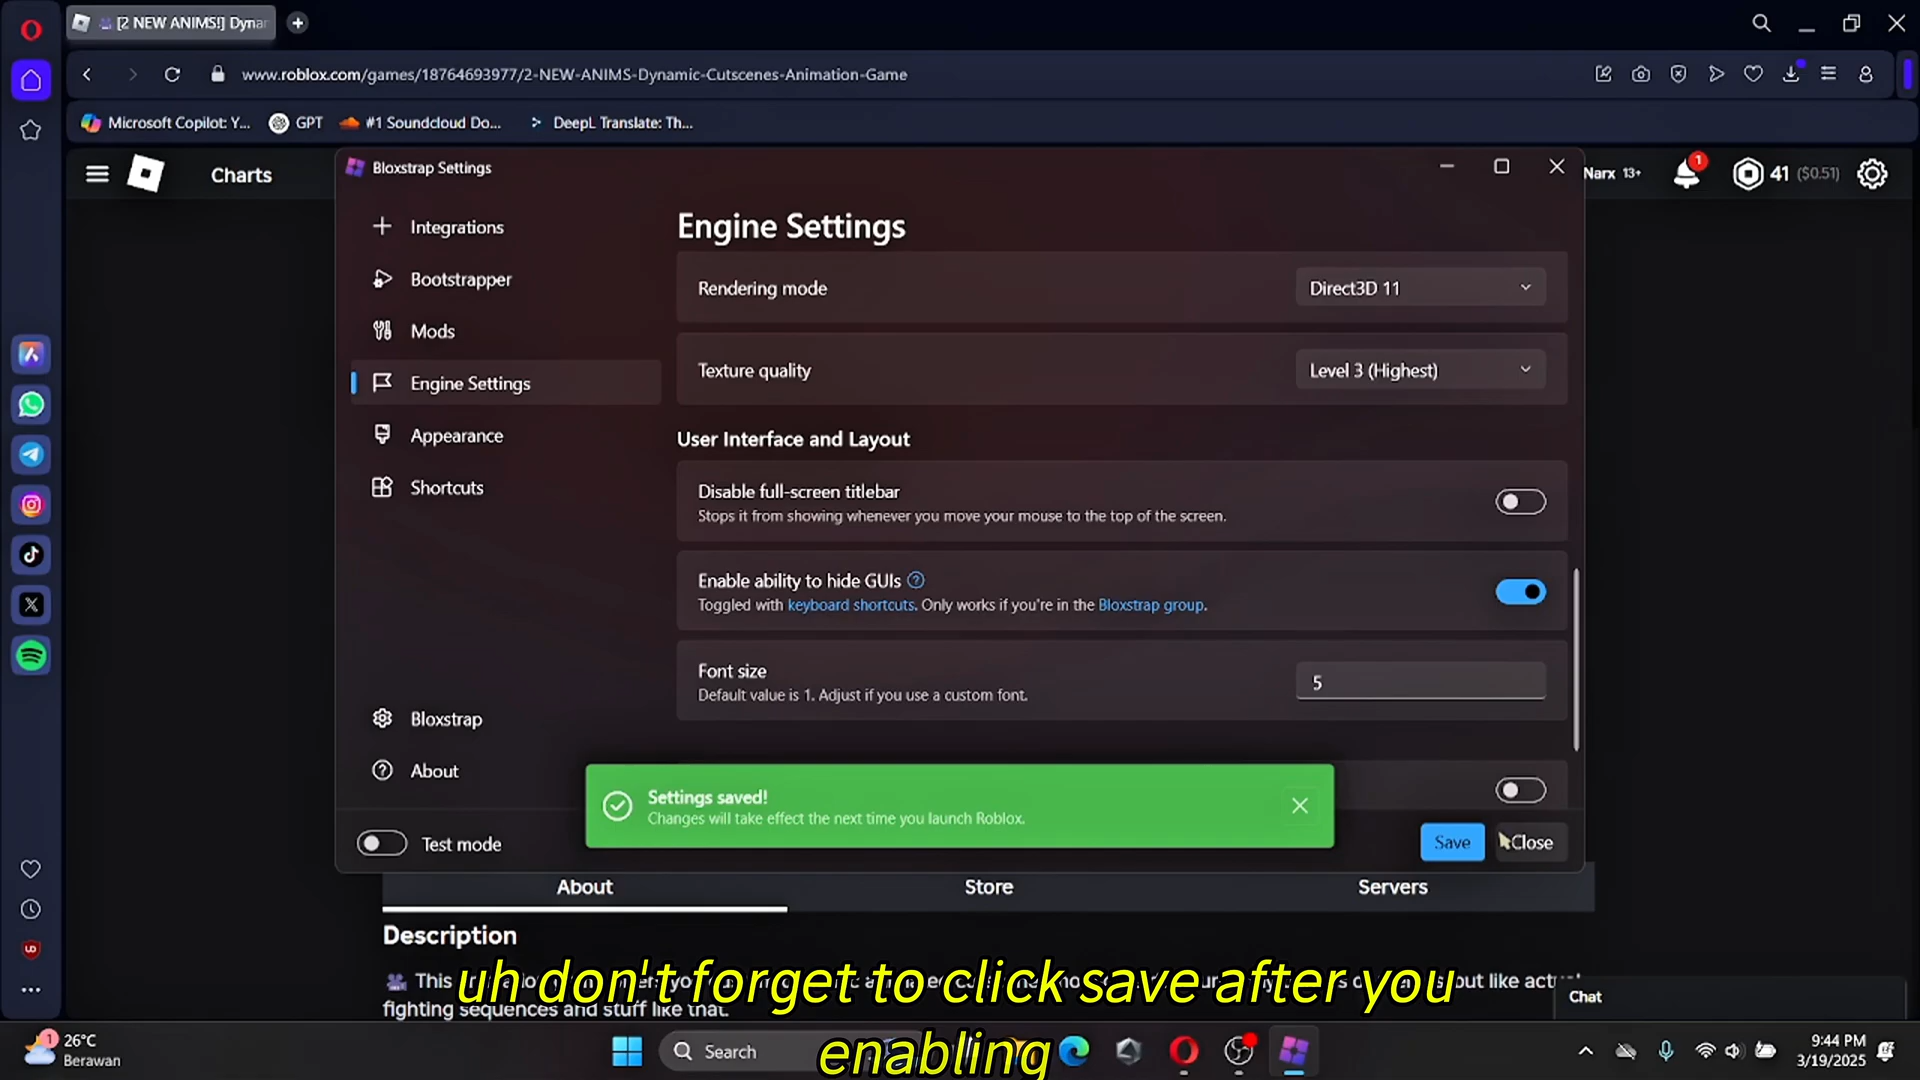 [2 NEW ANIMS!] Dynar
www.roblox.com/games/18764693977/2-NEW-ANIMS-Dynamic-Cutscenes-Animation-Game
Microsoft Copilot: Y...
GPT
#1 Soundcloud Do...
DeepL Translate: Th...
Charts
Bloxstrap Settings
Narx 13+
1
41 ($0.51)
Integrations
Bootstrapper
Mods
Engine Settings
Appearance
Shortcuts
Bloxstrap
About
Test mode
Engine Settings
Rendering mode
Direct3D 11
Texture quality
Level 3 (Highest)
User Interface and Layout
Disable full-screen titlebar
Stops it from showing whenever you move your mouse to the top of the screen.
Enable ability to hide GUIs
Toggled with keyboard shortcuts. Only works if you're in the Bloxstrap group.
Font size
Default value is 1. Adjust if you use a custom font.
5
Settings saved!
Changes will take effect the next time you launch Roblox.
Save
Close
About
Store
Servers
Description
This
but like actu
fighting sequences and stuff like that.
Chat
uh don't forget to click save after you
enabling
1
26°C
Berawan
Search
9:44 PM
3/19/2025